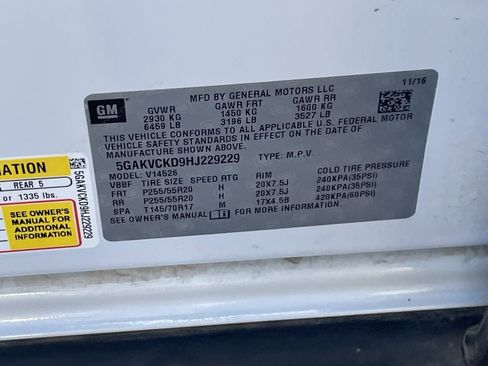 GM
MFD BY GENERAL MOTORS LLC
11/16
GVWR GAWR FRT GAWR RR
2930 KG 1450 KG 1600 KG
6459 LB 3196 LB 3527 LB
THIS VEHICLE CONFORMS TO ALL APPLICABLE U.S. FEDERAL MOTOR
VEHICLE SAFETY STANDARDS IN EFFECT ON THE DATE OF
MANUFACTURE SHOWN ABOVE.
5GAKVCKD9HJ229229 TYPE: M.P.V.
MODEL: V14526
VBBF TIRE SIZE SPEED RTG RIM COLD TIRE PRESSURE
FRT P255/55R20 H 20X7.5J 240KPA(35PSI)
RR P255/55R20 H 20X7.5J 240KPA(35PSI)
SPA T145/70R17 M 17X4.5B 420KPA(60PSI)
SEE OWNER'S MANUAL FOR MORE INFORMATION.
MATION
REAR 5
or 1335 lbs.
SEE OWNER'S
MANUAL FOR
ADDITIONAL
INFORMATION
5GAKVCKD9HJ229229